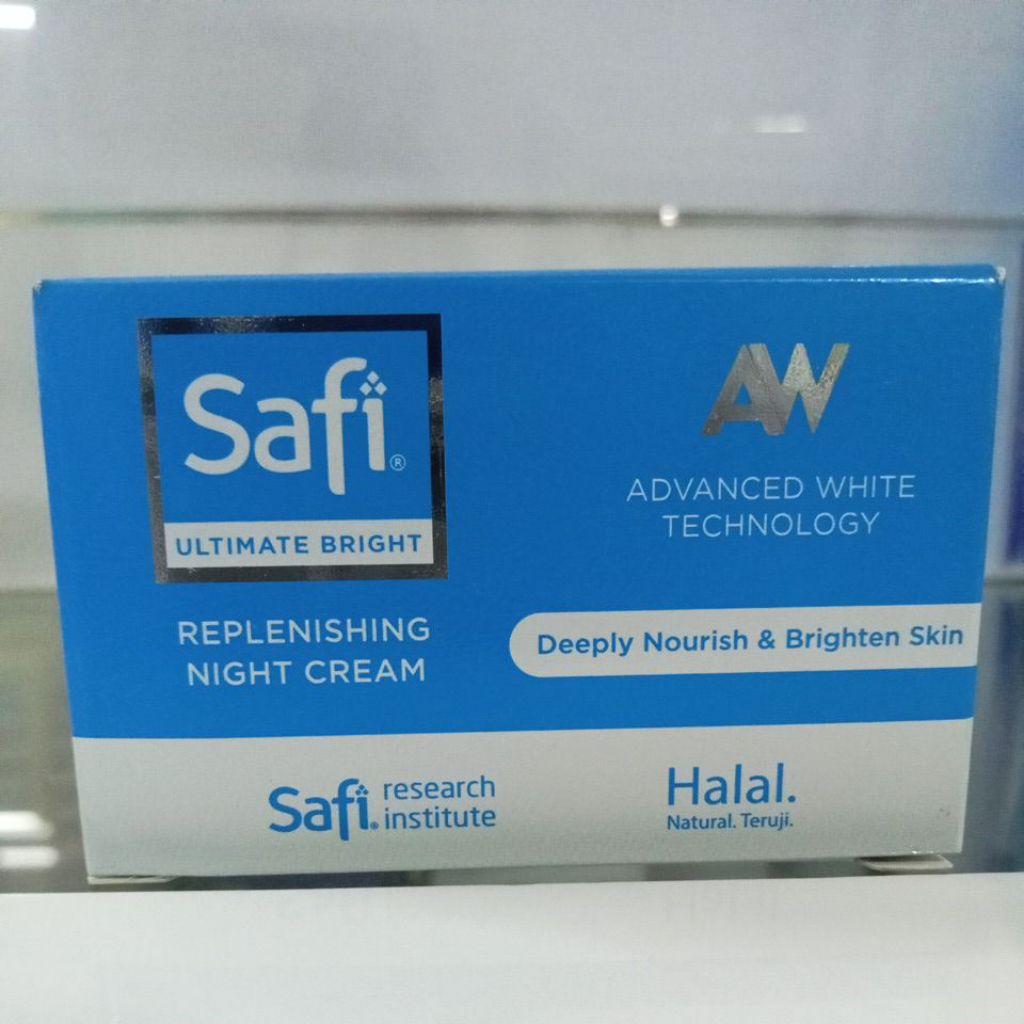 Safi®
ULTIMATE BRIGHT
REPLENISHING
NIGHT CREAM
AW
ADVANCED WHITE
TECHNOLOGY
Deeply Nourish & Brighten Skin
Safi® research
institute
Halal.
Natural. Teruji.